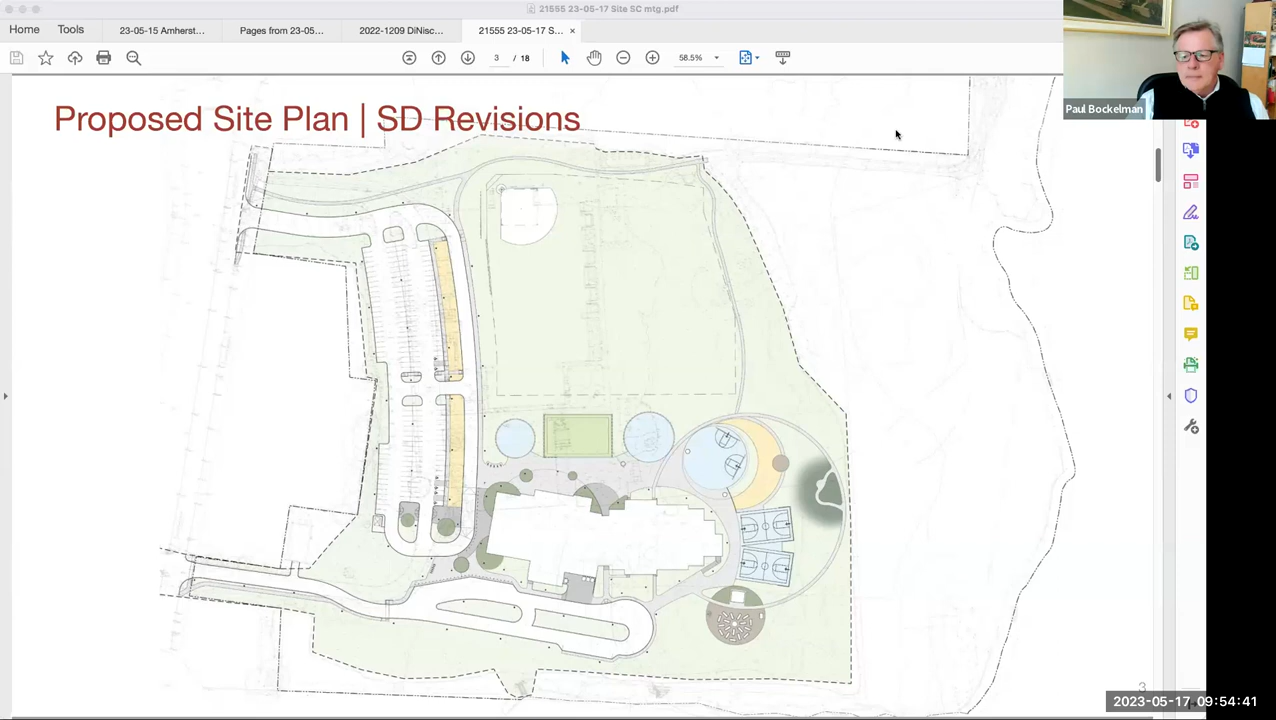 21555 23-05-17 Site SC mtg.pdf
Home
Tools
23-05-15 Amherst...
Pages from 23-05...
2022-1209 DiNisc...
21555 23-05-17 S...
×
3 / 18
58.5%
Proposed Site Plan | SD Revisions
Paul Bockelman
3
2023-05-17 09:54:41